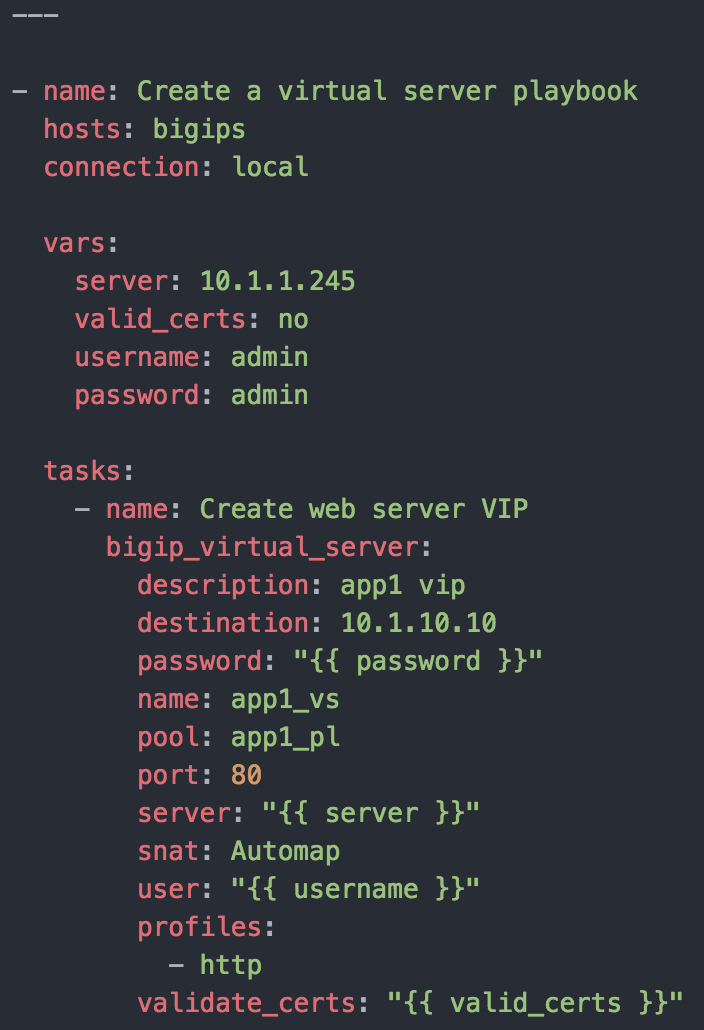 ---
- name: Create a virtual server playbook
  hosts: bigips
  connection: local
  vars:
    server: 10.1.1.245
    valid_certs: no
    username: admin
    password: admin
  tasks:
    - name: Create web server VIP
      bigip_virtual_server:
        description: app1 vip
        destination: 10.1.10.10
        password: "{{ password }}"
        name: app1_vs
        pool: app1_pl
        port: 80
        server: "{{ server }}"
        snat: Automap
        user: "{{ username }}"
        profiles:
          - http
        validate_certs: "{{ valid_certs }}"